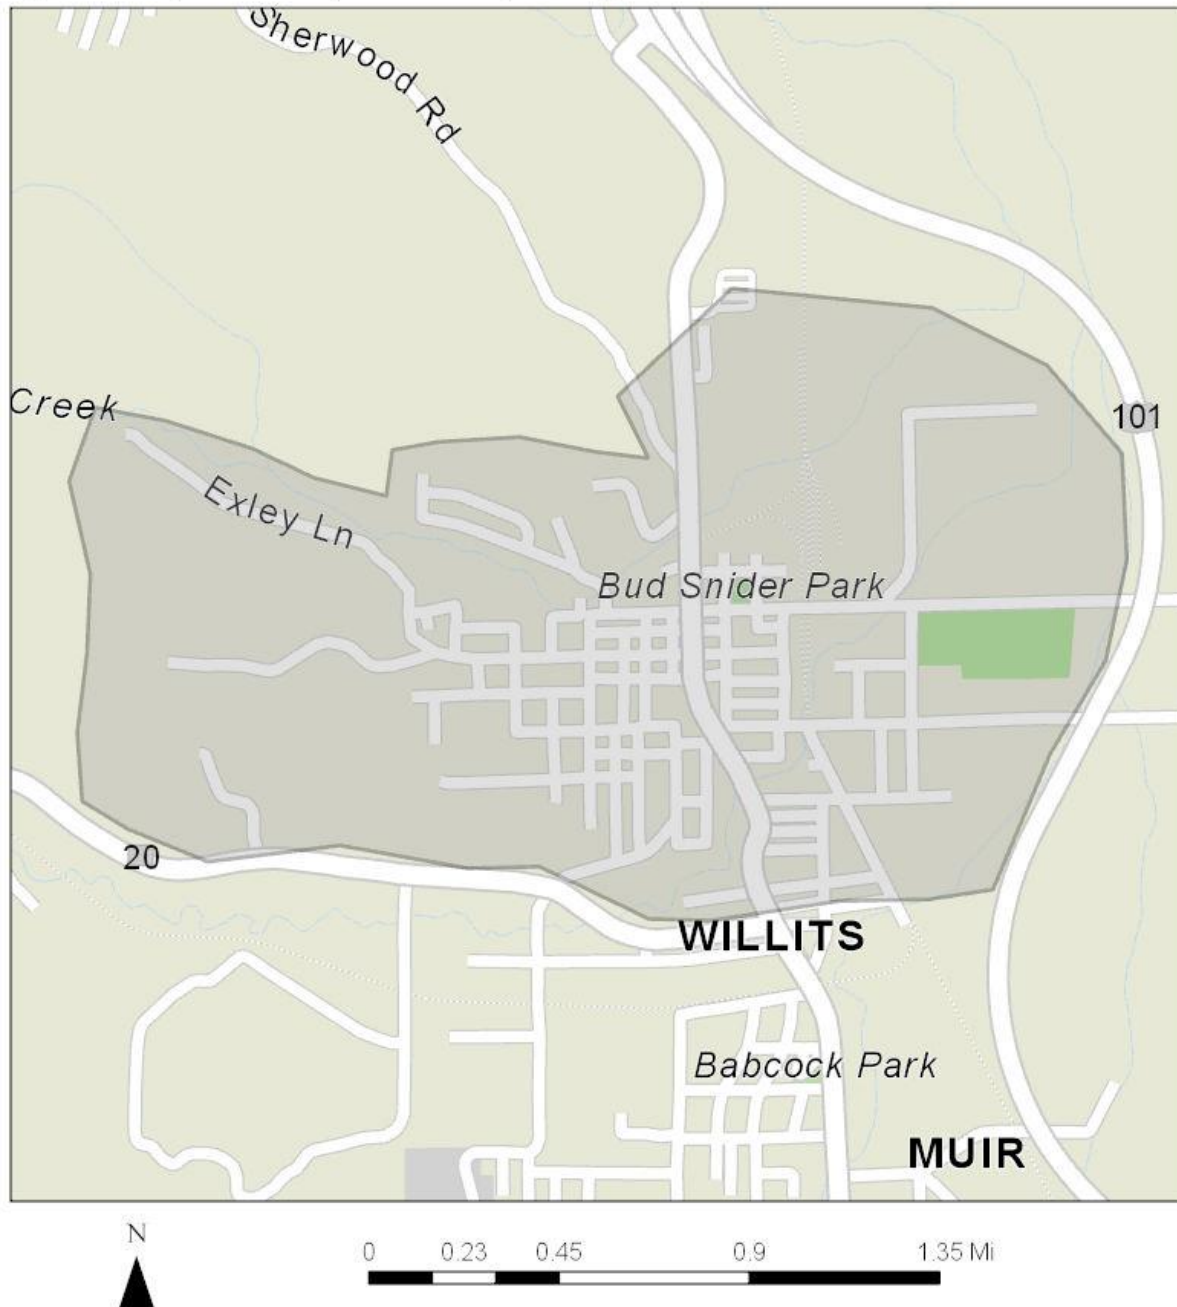 Sherwood Rd
Creek
101
Exley Ln
Bud Snider Park
20
WILLITS
Babcock Park
MUIR
N
0 0.23 0.45 0.9 1.35 Mi